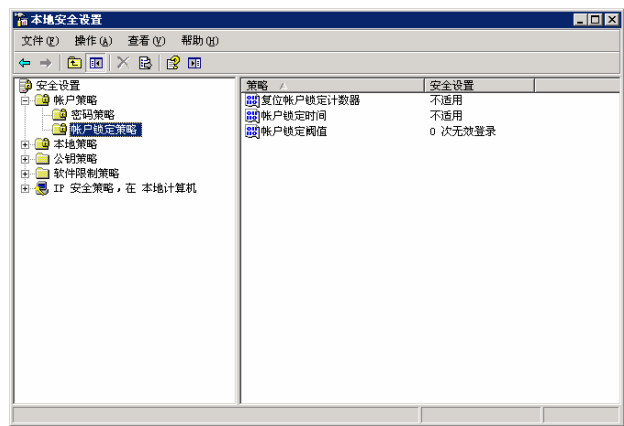 本地安全设置
文件(F) 操作(A) 查看(V) 帮助(H)
安全设置
帐户策略
密码策略
帐户锁定策略
本地策略
公钥策略
软件限制策略
IP 安全策略，在 本地计算机
策略 安全设置
复位帐户锁定计数器 不适用
帐户锁定时间 不适用
帐户锁定阈值 0 次无效登录